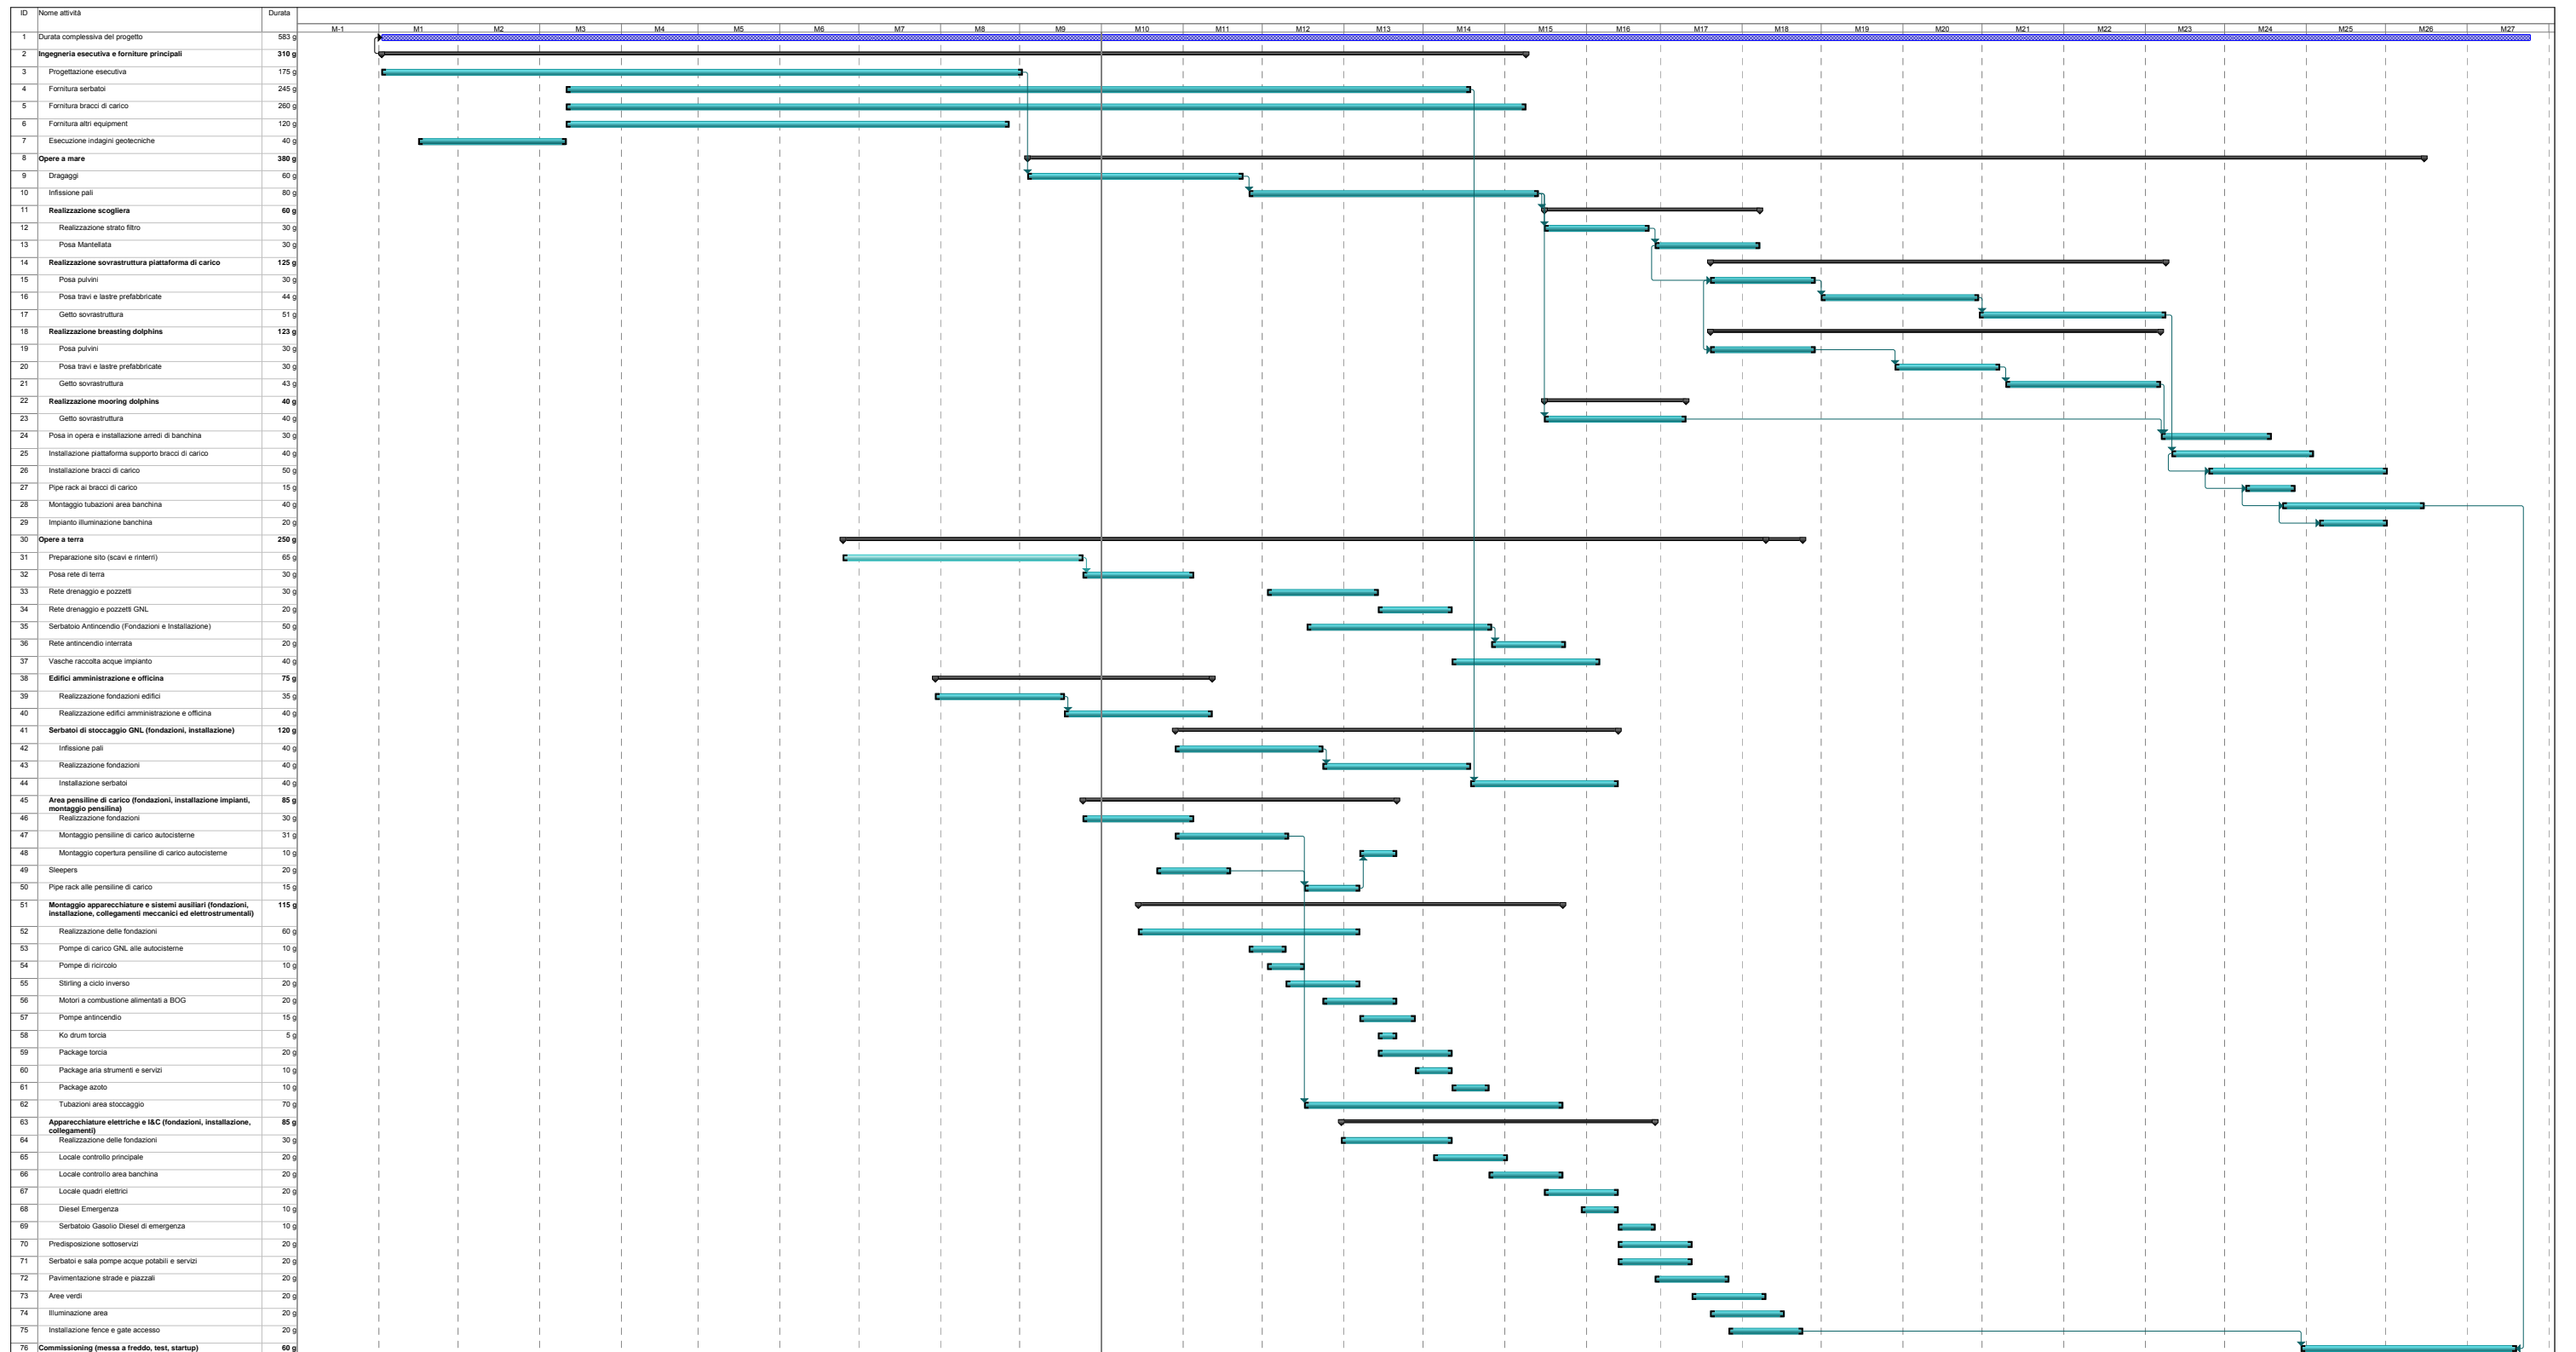 ID Nome attività Durata
M-1 M1 M2 M3 M4 M5 M6 M7 M8 M9 M10 M11 M12 M13 M14 M15 M16 M17 M18 M19 M20 M21 M22 M23 M24 M25 M26 M27
1 Durata complessiva del progetto 583 g
2 Ingegneria esecutiva e forniture principali 310 g
3 Progettazione esecutiva 175 g
4 Fornitura serbatoi 245 g
5 Fornitura bracci di carico 260 g
6 Fornitura altri equipment 120 g
7 Esecuzione indagini geotecniche 40 g
8 Opere a mare 380 g
9 Dragaggi 60 g
10 Infissione pali 80 g
11 Realizzazione scogliera 60 g
12 Realizzazione strato filtro 30 g
13 Posa Mantellata 30 g
14 Realizzazione sovrastruttura piattaforma di carico 125 g
15 Posa pulvini 30 g
16 Posa travi e lastre prefabbricate 44 g
17 Getto sovrastruttura 51 g
18 Realizzazione breasting dolphins 123 g
19 Posa pulvini 30 g
20 Posa travi e lastre prefabbricate 30 g
21 Getto sovrastruttura 43 g
22 Realizzazione mooring dolphins 40 g
23 Getto sovrastruttura 40 g
24 Posa in opera e installazione arredi di banchina 30 g
25 Installazione piattaforma supporto bracci di carico 40 g
26 Installazione bracci di carico 50 g
27 Pipe rack ai bracci di carico 15 g
28 Montaggio tubazioni area banchina 40 g
29 Impianto illuminazione banchina 20 g
30 Opere a terra 250 g
31 Preparazione sito (scavi e rinterri) 65 g
32 Posa rete di terra 30 g
33 Rete drenaggio e pozzetti 30 g
34 Rete drenaggio e pozzetti GNL 20 g
35 Serbatoio Antincendio (Fondazioni e Installazione) 50 g
36 Rete antincendio interrata 20 g
37 Vasche raccolta acque impianto 40 g
38 Edifici amministrazione e officina 75 g
39 Realizzazione fondazioni edifici 35 g
40 Realizzazione edifici amministrazione e officina 40 g
41 Serbatoi di stoccaggio GNL (fondazioni, installazione) 120 g
42 Infissione pali 40 g
43 Realizzazione fondazioni 40 g
44 Installazione serbatoi 40 g
45 Area pensiline di carico (fondazioni, installazione impianti, 85 g
montaggio pensilina)
46 Realizzazione fondazioni 30 g
47 Montaggio pensiline di carico autocisterne 31 g
48 Montaggio copertura pensiline di carico autocisterne 10 g
49 Sleepers 20 g
50 Pipe rack alle pensiline di carico 15 g
51 Montaggio apparecchiature e sistemi ausiliari (fondazioni, 115 g
installazione, collegamenti meccanici ed elettrostrumentali)
52 Realizzazione delle fondazioni 60 g
53 Pompe di carico GNL alle autocisterne 10 g
54 Pompe di ricircolo 10 g
55 Stirling a ciclo inverso 20 g
56 Motori a combustione alimentati a BOG 20 g
57 Pompe antincendio 15 g
58 Ko drum torcia 5 g
59 Package torcia 20 g
60 Package aria strumenti e servizi 10 g
61 Package azoto 10 g
62 Tubazioni area stoccaggio 70 g
63 Apparecchiature elettriche e I&C (fondazioni, installazione, 85 g
collegamenti)
64 Realizzazione delle fondazioni 30 g
65 Locale controllo principale 20 g
66 Locale controllo area banchina 20 g
67 Locale quadri elettrici 20 g
68 Diesel Emergenza 10 g
69 Serbatoio Gasolio Diesel di emergenza 10 g
70 Predisposizione sottoservizi 20 g
71 Serbatoi e sala pompe acque potabili e servizi 20 g
72 Pavimentazione strade e piazzali 20 g
73 Aree verdi 20 g
74 Illuminazione area 20 g
75 Installazione fence e gate accesso 20 g
76 Commissioning (messa a freddo, test, startup) 60 g